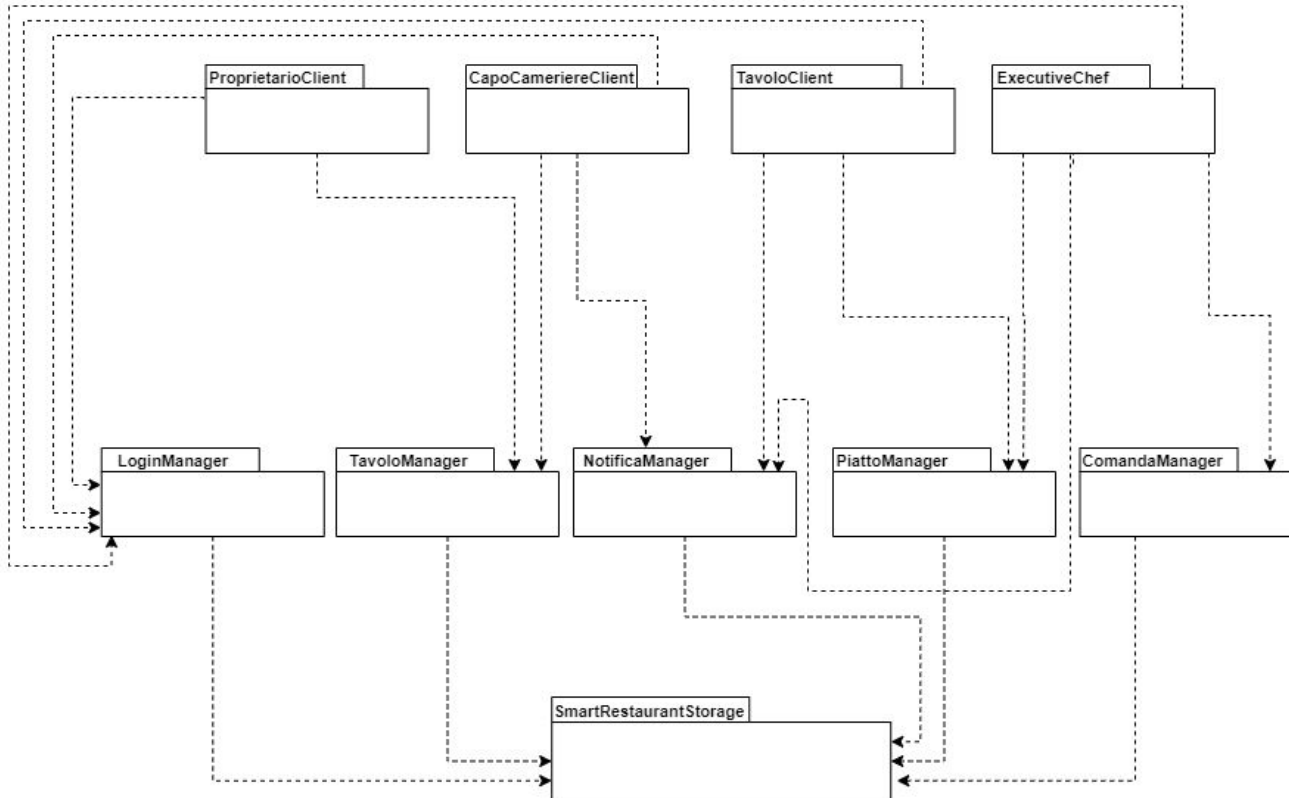 ProprietarioClient
CapoCameriereClient
TavoloClient
ExecutiveChef
LoginManager
TavoloManager
NotificaManager
PiattoManager
ComandaManager
SmartRestaurantStorage